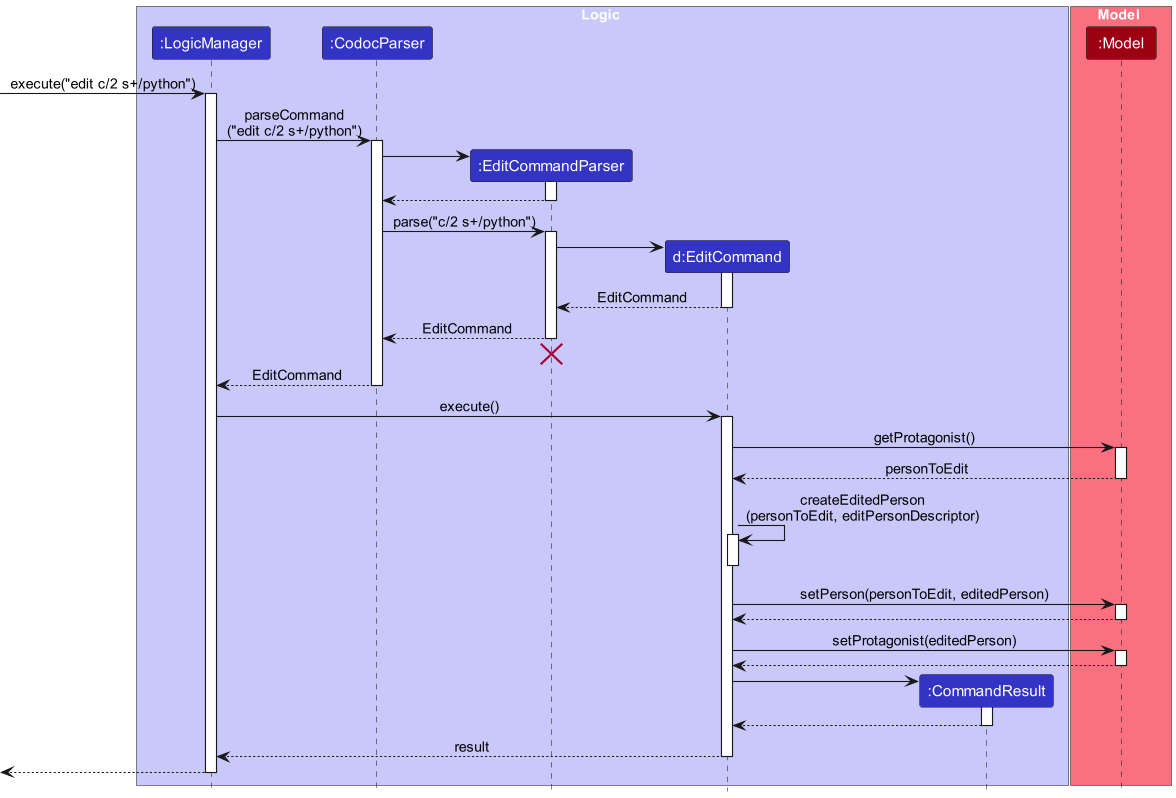 Logic
Model
:LogicManager
:CodocParser
:Model
execute("edit c/2 s+/python")
parseCommand
("edit c/2 s+/python")
:EditCommandParser
parse("c/2 s+/python")
d:EditCommand
EditCommand
EditCommand
EditCommand
execute()
getProtagonist()
personToEdit
createEditedPerson
(personToEdit, editPersonDescriptor)
setPerson(personToEdit, editedPerson)
setProtagonist(editedPerson)
:CommandResult
result